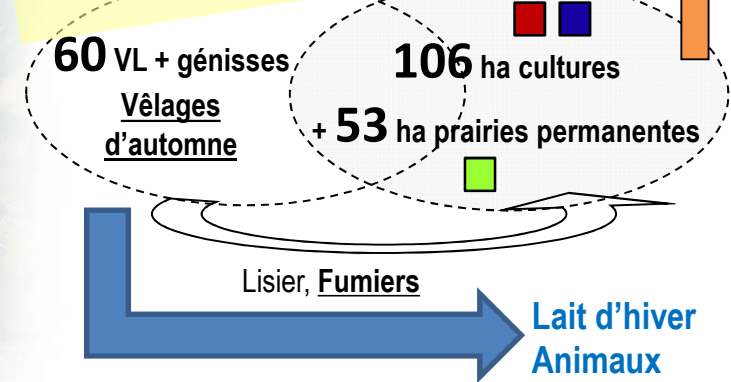 60 VL + génisses
Vêlages
d'automne
106 ha cultures
+ 53 ha prairies permanentes
Lisier, Fumiers
Lait d'hiver
Animaux